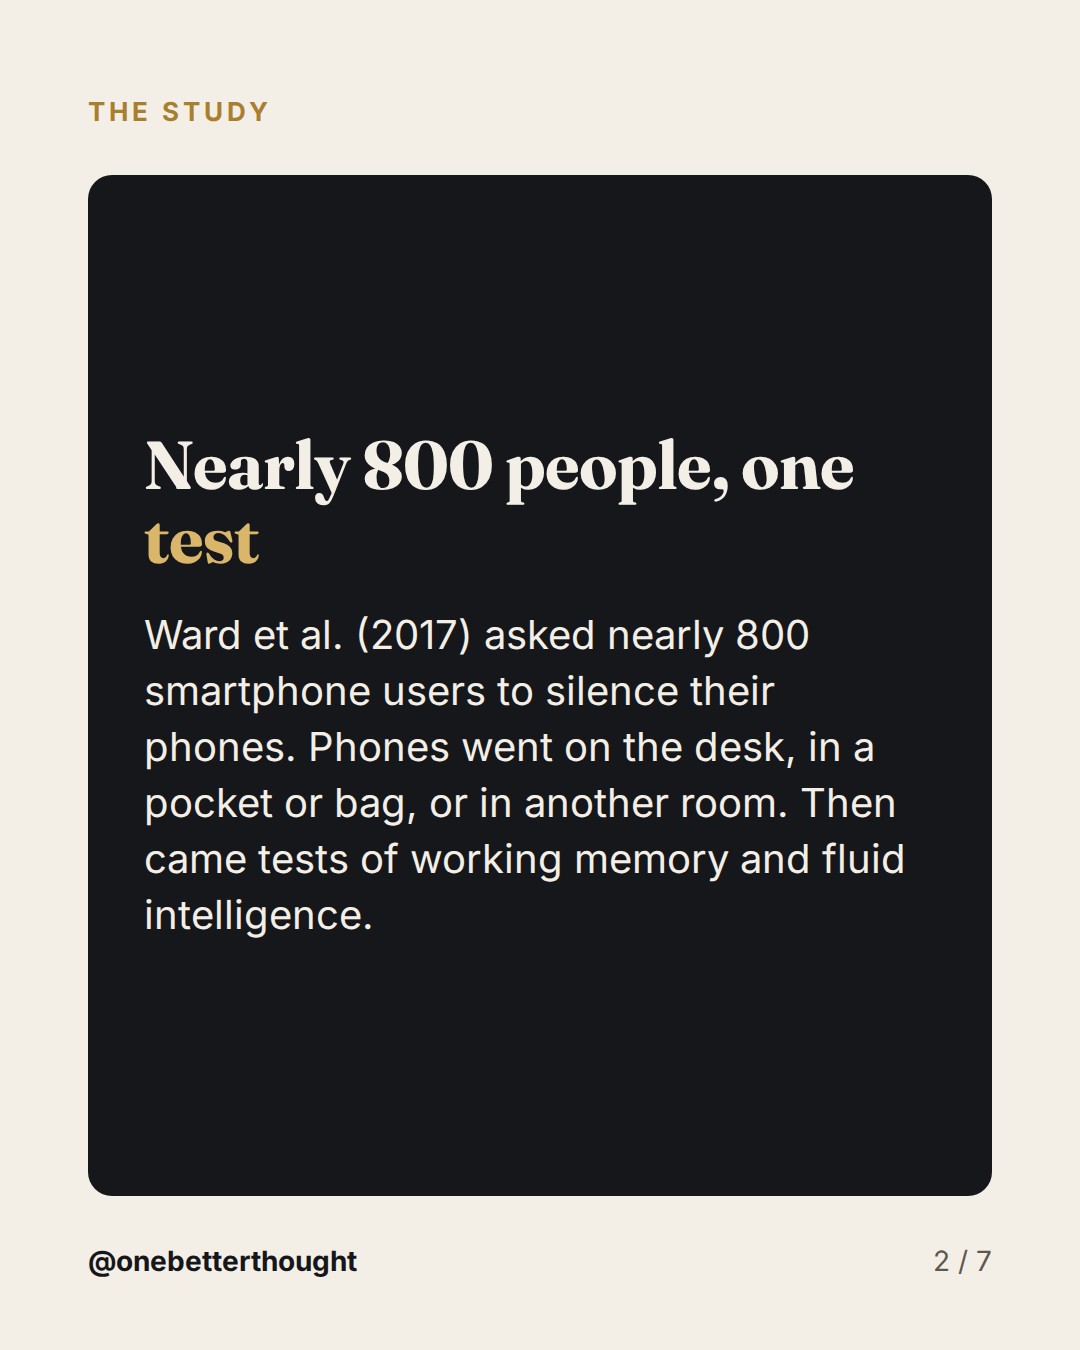 THE STUDY
Nearly 800 people, one
test
Ward et al. (2017) asked nearly 800
smartphone users to silence their
phones. Phones went on the desk, in a
pocket or bag, or in another room. Then
came tests of working memory and fluid
intelligence.
@onebetterthought
2 / 7